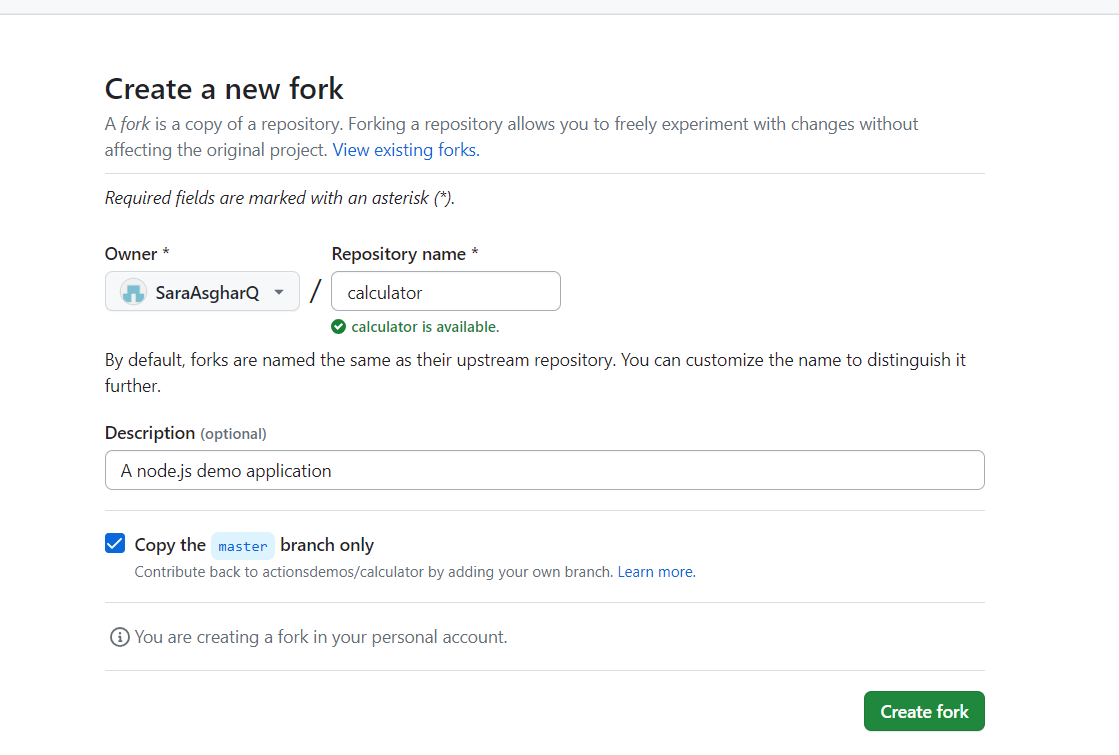 Create a new fork
A fork is a copy of a repository. Forking a repository allows you to freely experiment with changes without
affecting the original project. View existing forks.
Required fields are marked with an asterisk (*).
Owner * Repository name *
SaraAsgharQ / calculator
calculator is available.
By default, forks are named the same as their upstream repository. You can customize the name to distinguish it
further.
Description (optional)
A node.js demo application
Copy the master branch only
Contribute back to actionsdemos/calculator by adding your own branch. Learn more.
You are creating a fork in your personal account.
Create fork